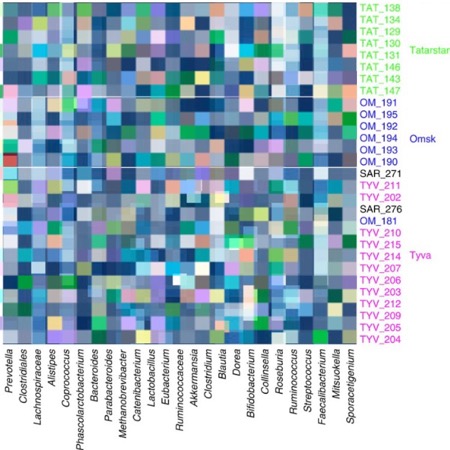 TAT_138
TAT_134
TAT_129
TAT_130
TAT_131
TAT_146
TAT_143
TAT_147
Tatarstar
OM_191
OM_195
OM_192
OM_194
OM_193
OM_190
Omsk
SAR_271
TYV_211
TYV_202
SAR_276
OM_181
TYV_210
TYV_215
TYV_214
TYV_207
TYV_206
TYV_203
TYV_212
TYV_209
TYV_205
TYV_204
Tyva
Prevotella
Clostridiales
Lachnospiraceae
Alistipes
Coprococcus
Phascolarctobacterium
Bacteroides
Parabacteroides
Methanobrevibacter
Catenibacterium
Lactobacillus
Eubacterium
Ruminococcaceae
Akkermansia
Clostridium
Blautia
Dorea
Bifidobacterium
Collinsella
Roseburia
Ruminococcus
Streptococcus
Faecalibacterium
Mitsuokella
Sporacetigenium